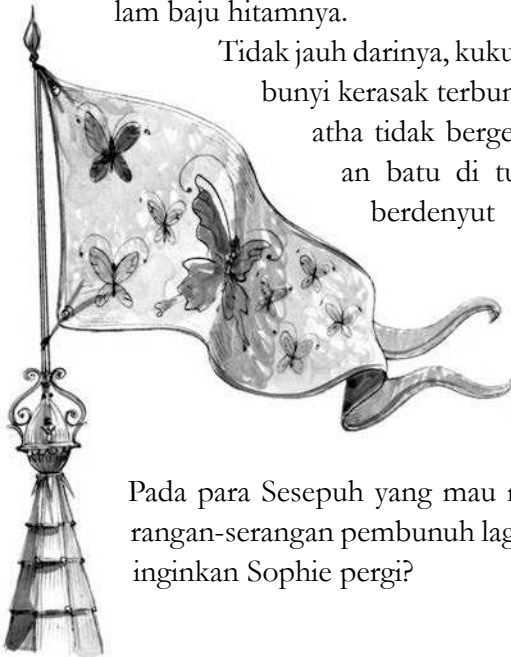 lam baju hitamnya.
Tidak jauh darinya, kuku
bunyi kerasak terbun
atha tidak berge
an batu di tu
berdenyut
Pada para Sesepuh yang mau
rangan-serangan pembunuh lag
inginkan Sophie pergi?